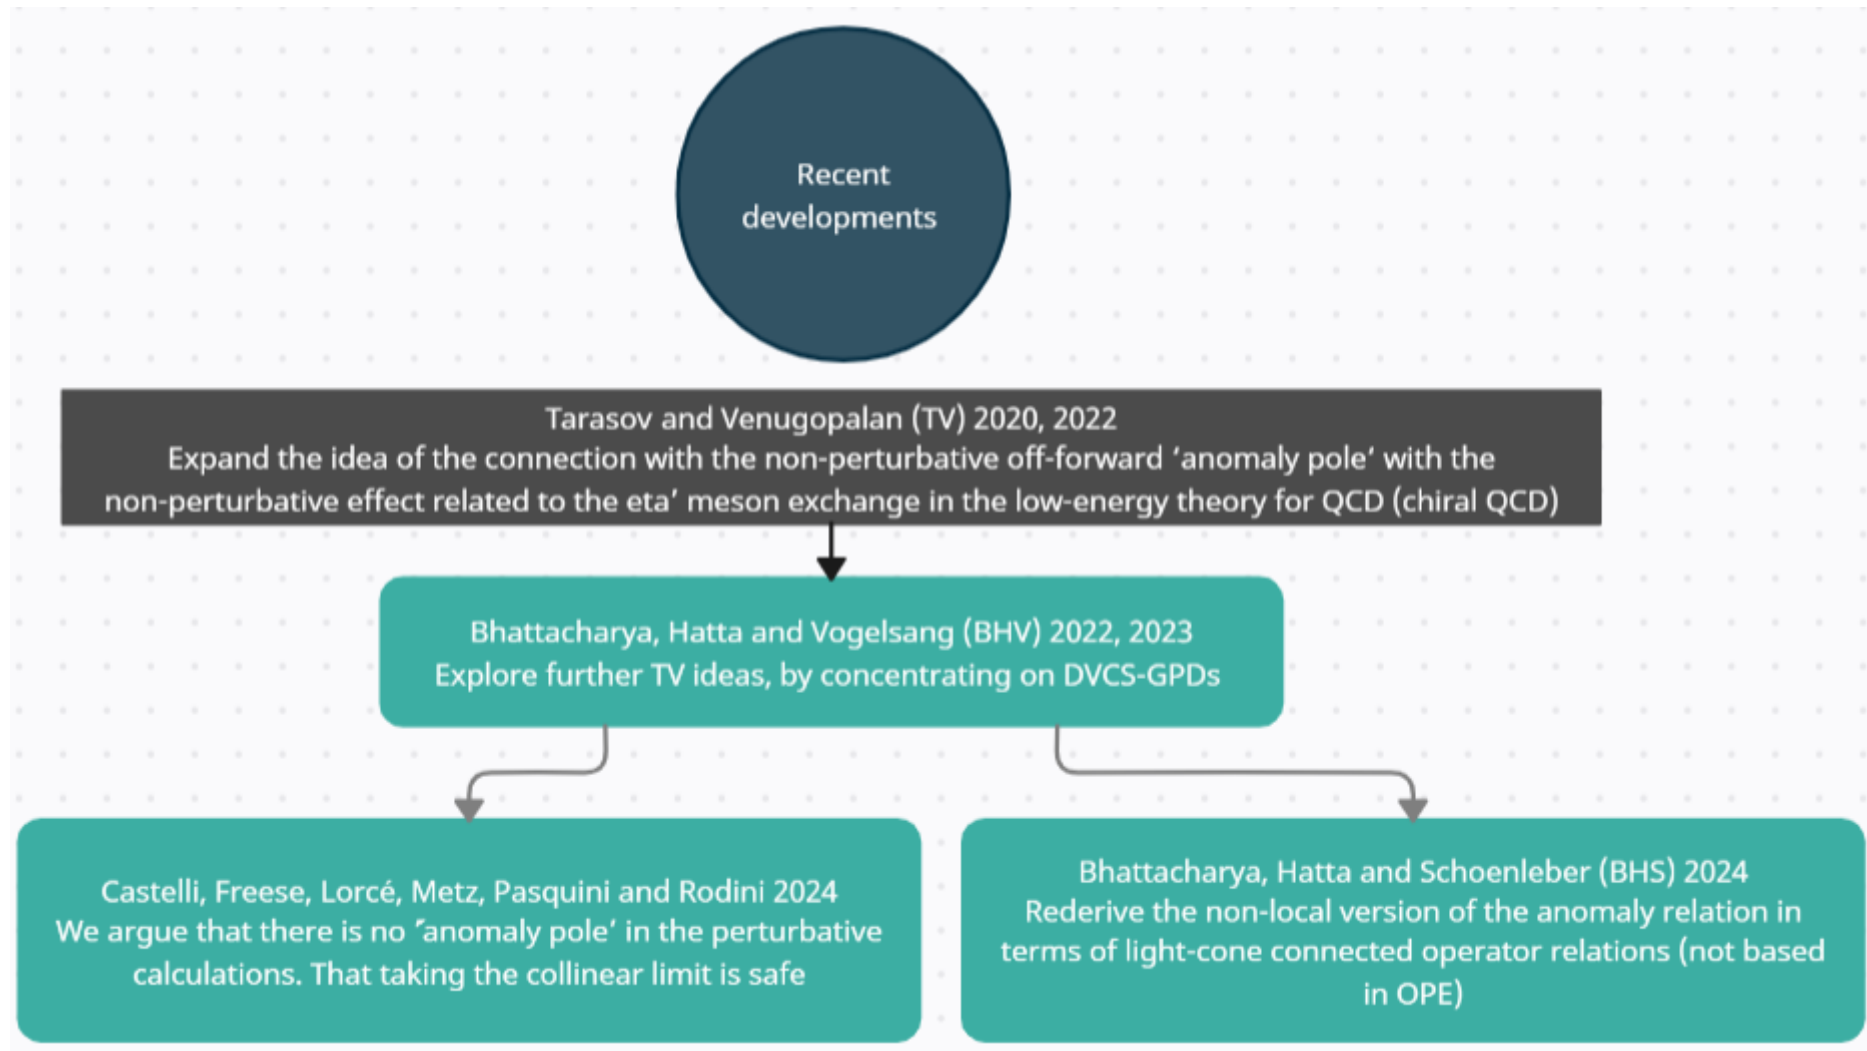 Recent
developments
Tarasov and Venugopalan (TV) 2020, 2022
Expand the idea of the connection with the non-perturbative off-forward ‘anomaly pole’ with the
non-perturbative effect related to the eta’ meson exchange in the low-energy theory for QCD (chiral QCD)
Bhattacharya, Hatta and Vogelsang (BHV) 2022, 2023
Explore further TV ideas, by concentrating on DVCS-GPDs
Castelli, Freese, Lorcé, Metz, Pasquini and Rodini 2024
We argue that there is no ‘anomaly pole’ in the perturbative
calculations. That taking the collinear limit is safe
Bhattacharya, Hatta and Schoenleber (BHS) 2024
Rederive the non-local version of the anomaly relation in
terms of light-cone connected operator relations (not based
in OPE)